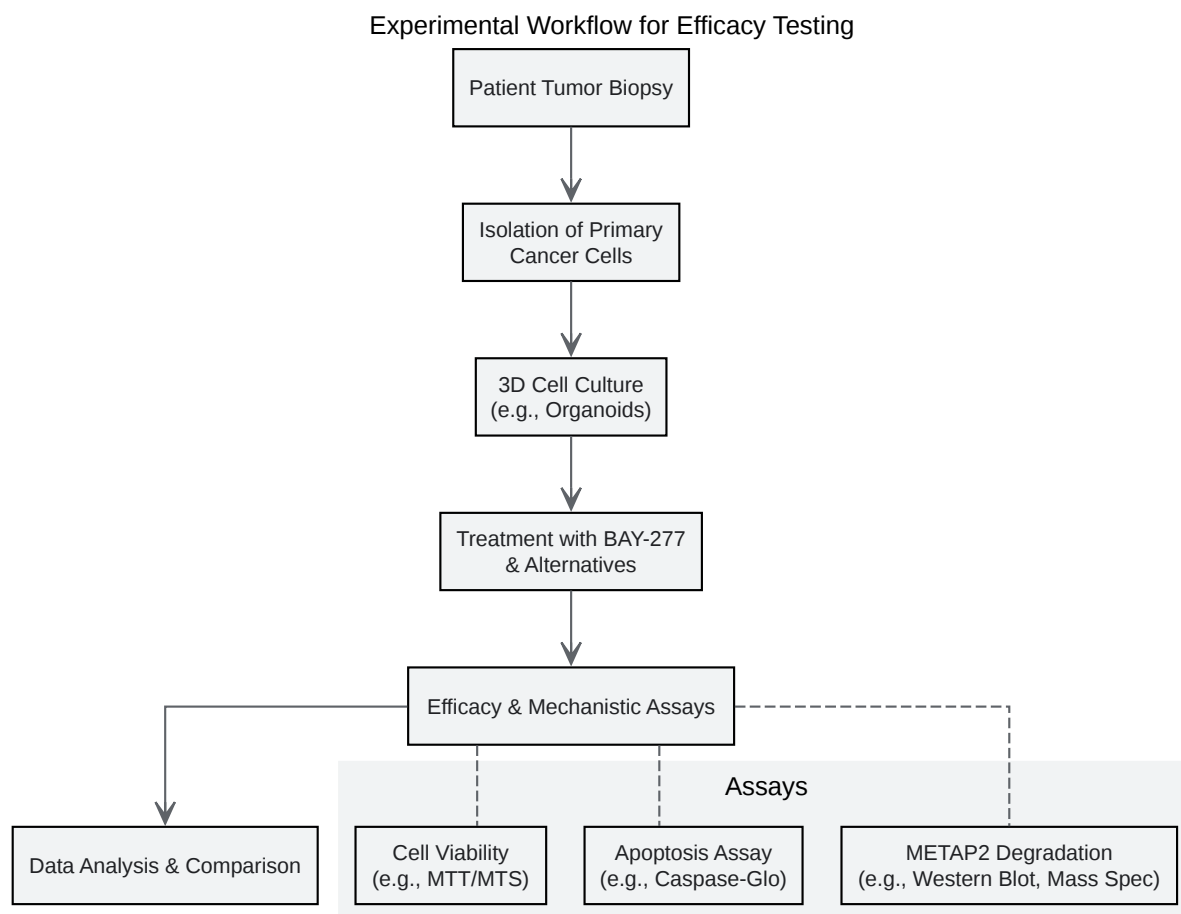 Experimental Workflow for Efficacy Testing
Patient Tumor Biopsy
Isolation of Primary
Cancer Cells
3D Cell Culture
(e.g., Organoids)
Treatment with BAY-277
& Alternatives
Efficacy & Mechanistic Assays
Assays
Data Analysis & Comparison
Cell Viability
(e.g., MTT/MTS)
Apoptosis Assay
(e.g., Caspase-Glo)
METAP2 Degradation
(e.g., Western Blot, Mass Spec)